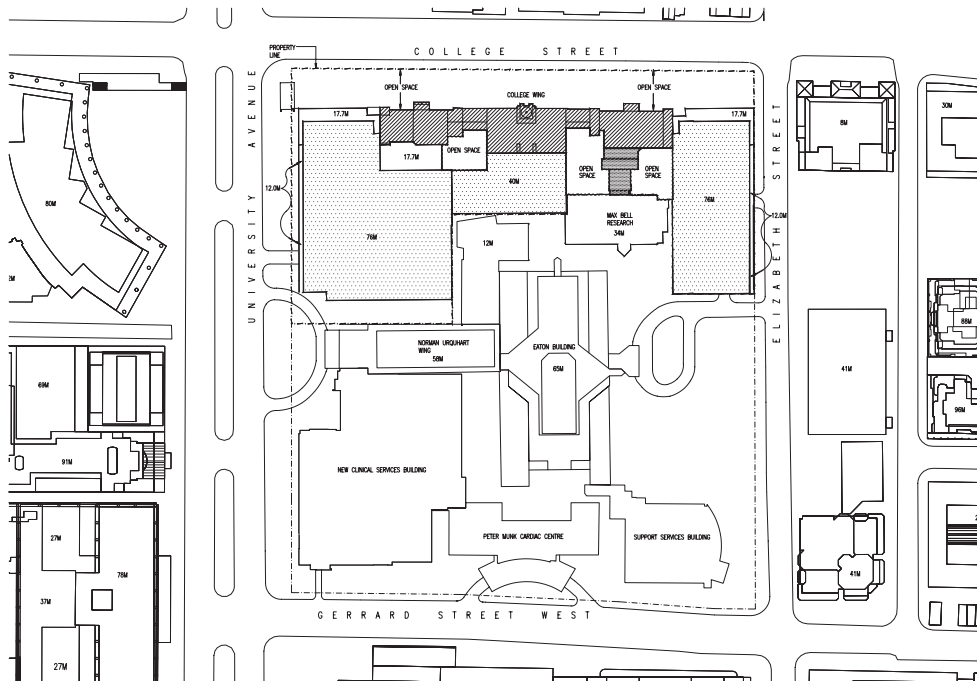 COLLEGE STREET
PROPERTY
LINE
OPEN SPACE
OPEN SPACE
COLLEGE WING
30M
UNIVERSITY AVENUE
ELIZABETH STREET
17.7M
17.7M
8M
17.7M
OPEN SPACE
OPEN
SPACE
OPEN
SPACE
40M
12.0M
12.0M
80M
76M
76M
MAX BELL
RESEARCH
34M
12M
88M
NORMAN URQUHART
WING
EATON BUILDING
65M
41M
69M
96M
91M
NEW CLINICAL SERVICES BUILDING
27M
PETER MUNK CARDIAC CENTRE
SUPPORT SERVICES BUILDING
78M
41M
37M
GERRARD STREET WEST
27M